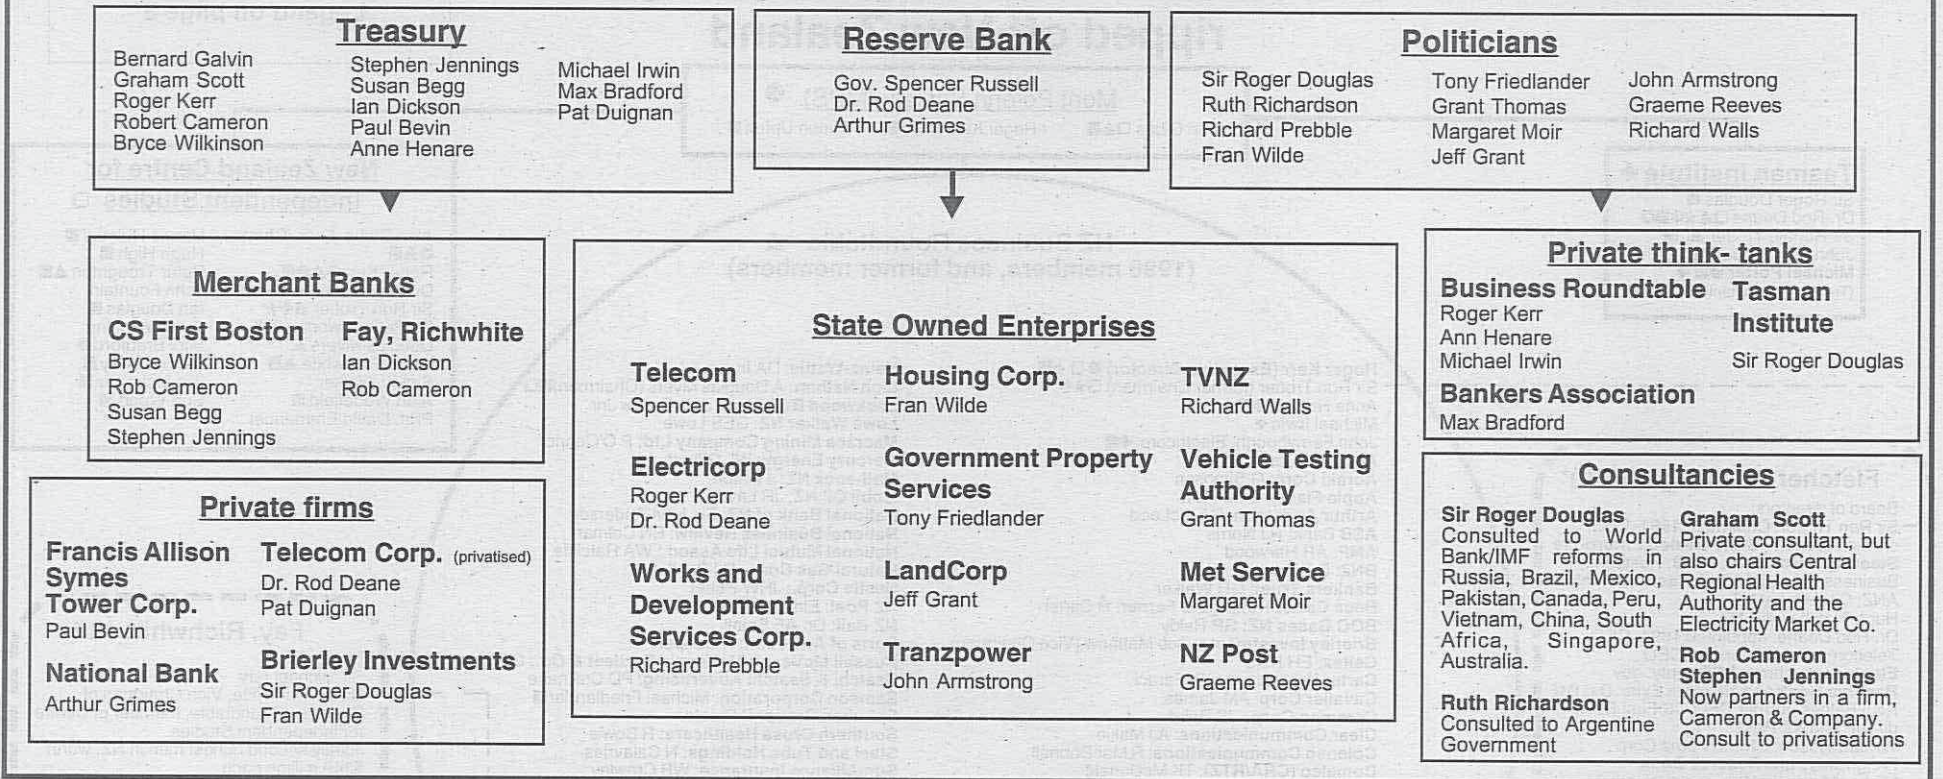 Treasury
Bernard Galvin
Graham Scott
Roger Kerr
Robert Cameron
Bryce Wilkinson
Stephen Jennings
Susan Begg
Ian Dickson
Paul Bevin
Anne Henare
Michael Irwin
Max Bradford
Pat Duignan
Reserve Bank
Gov. Spencer Russell
Dr. Rod Deane
Arthur Grimes
Politicians
Sir Roger Douglas
Ruth Richardson
Richard Prebble
Fran Wilde
Tony Friedlander
Grant Thomas
Margaret Moir
Jeff Grant
John Armstrong
Graeme Reeves
Richard Walls
Merchant Banks
CS First Boston
Bryce Wilkinson
Rob Cameron
Susan Begg
Stephen Jennings
Fay, Richwhite
Ian Dickson
Rob Cameron
Private firms
Francis Allison
Symes
Tower Corp.
Paul Bevin
National Bank
Arthur Grimes
Telecom Corp. (privatised)
Dr. Rod Deane
Pat Duignan
Brierley Investments
Sir Roger Douglas
Fran Wilde
State Owned Enterprises
Telecom
Spencer Russell
Electricorp
Roger Kerr
Dr. Rod Deane
Works and
Development
Services Corp.
Richard Prebble
Housing Corp.
Fran Wilde
Government Property
Services
Tony Friedlander
LandCorp
Jeff Grant
Tranzpower
John Armstrong
TVNZ
Richard Walls
Vehicle Testing
Authority
Grant Thomas
Met Service
Margaret Moir
NZ Post
Graeme Reeves
Private think- tanks
Business Roundtable
Roger Kerr
Ann Henare
Michael Irwin
Bankers Association
Max Bradford
Tasman
Institute
Sir Roger Douglas
Consultancies
Sir Roger Douglas
Consulted to World
Bank/IMF reforms in
Russia, Brazil, Mexico,
Pakistan, Canada, Peru,
Vietnam, China, South
Africa, Singapore,
Australia.
Ruth Richardson
Consulted to Argentine
Government
Graham Scott
Private consultant, but
also chairs Central
Regional Health
Authority and the
Electricity Market Co.
Rob Cameron
Stephen Jennings
Now partners in a firm,
Cameron & Company.
Consult to privatisations